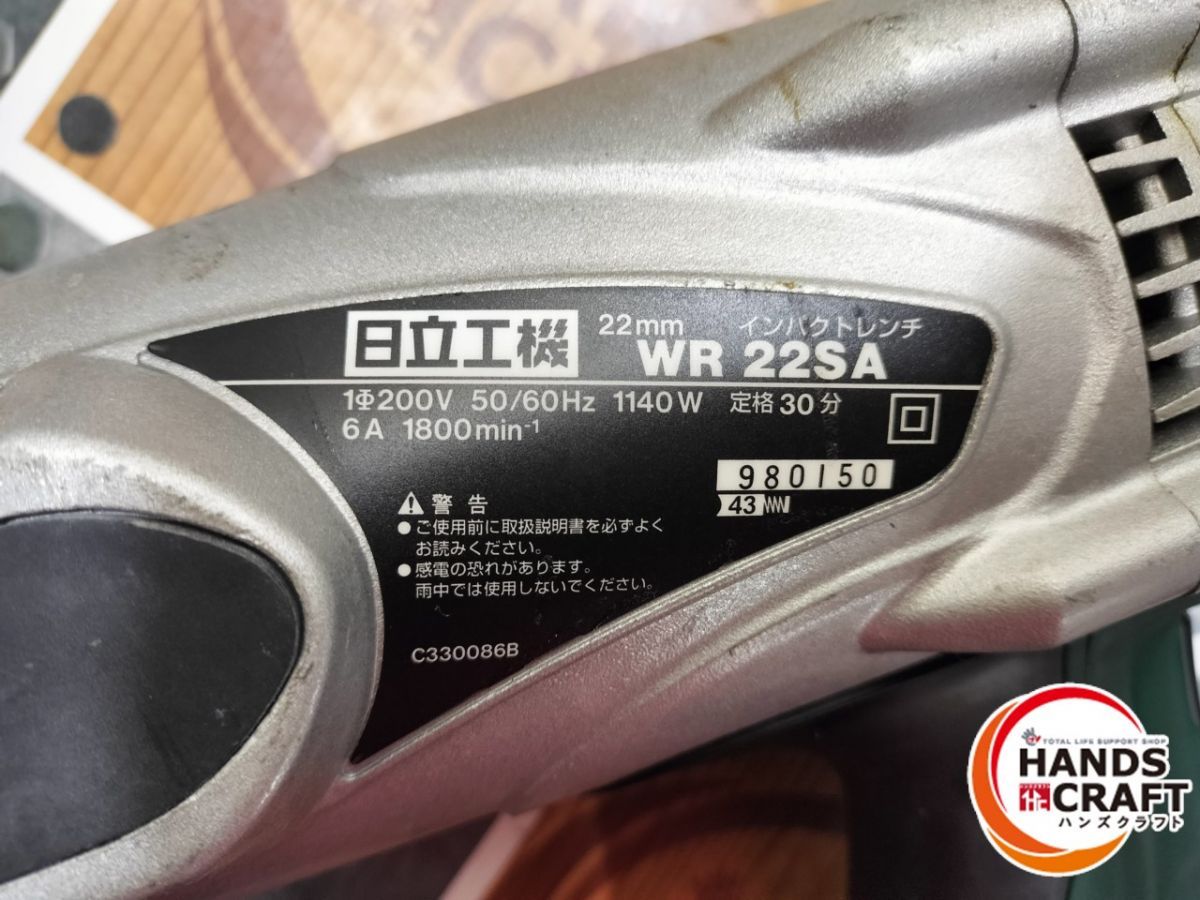 日立工機 22mm インパクトレンチ
WR 22SA
1Φ200V 50/60Hz 1140W 定格30分
6A 1800min⁻¹
980150
43
警告
●ご使用前に取扱説明書を必ずよく
お読みください。
●感電の恐れがあります。
雨中では使用しないでください。
C330086B
TOTAL LIFE SUPPORT SHOP
HANDS
CRAFT
ハンズクラフト